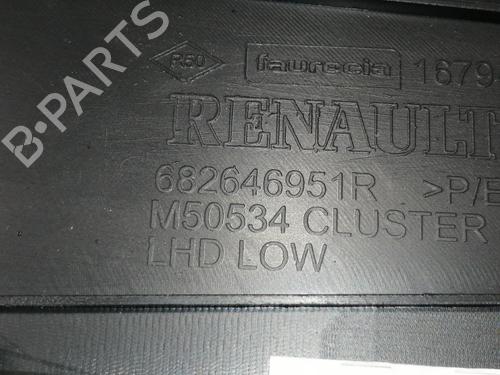 R50 faurecia 1679
RENAULT
682646951R >P/E
M50534 CLUSTER
LHD LOW
B-PARTS